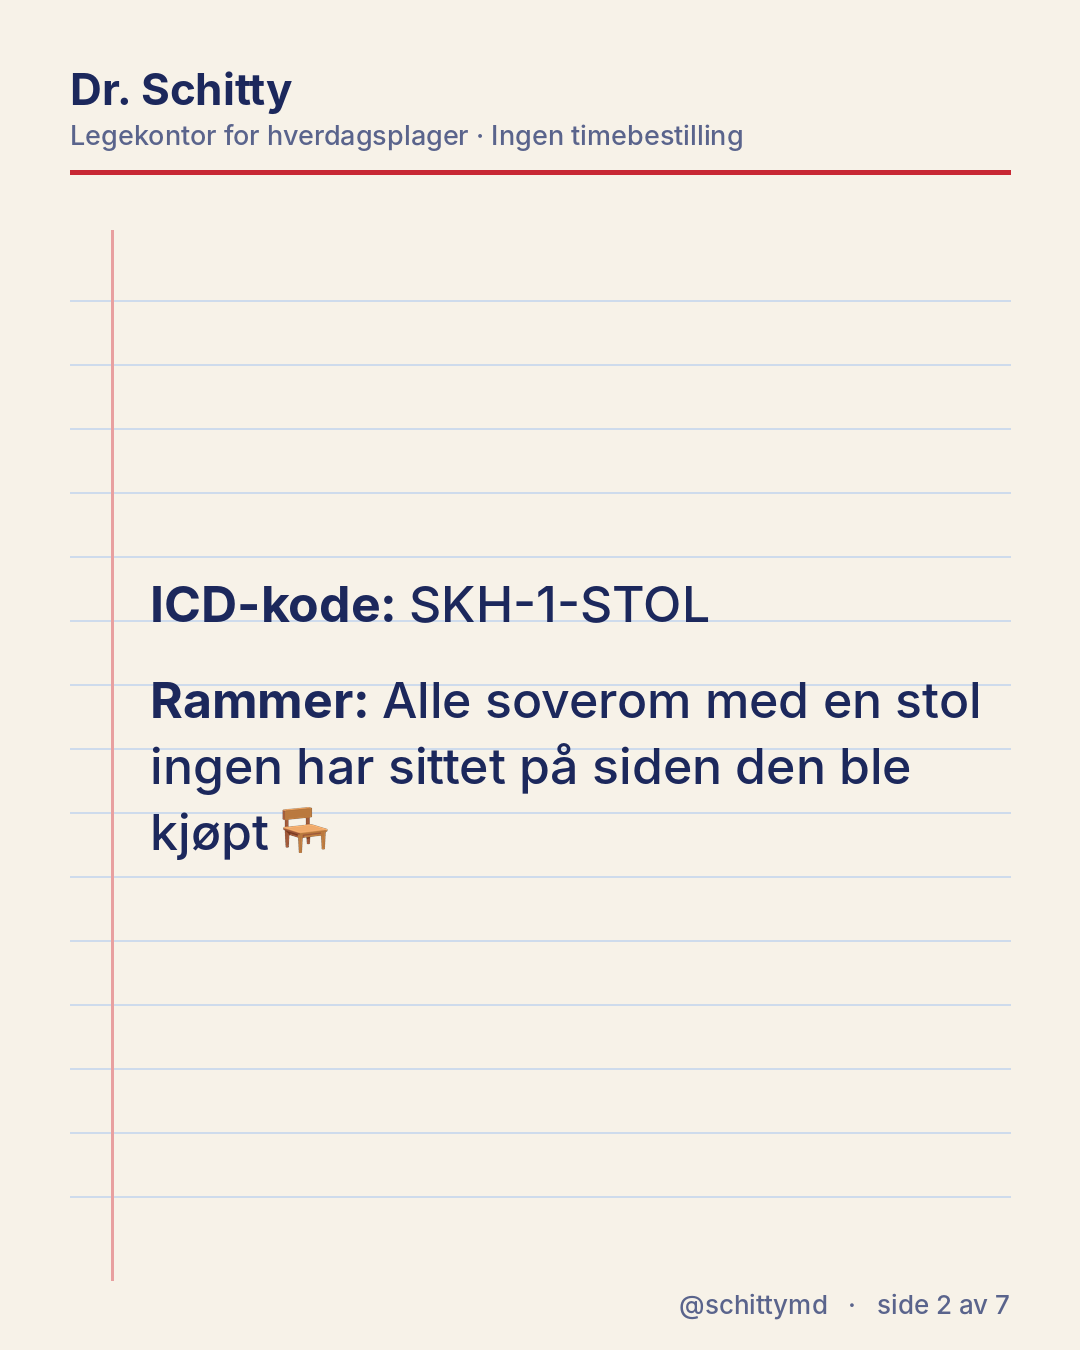 Dr. Schitty
Legekontor for hverdagsplager · Ingen timebestilling
ICD-kode: SKH-1-STOL
Rammer: Alle soverom med en stol
ingen har sittet på siden den ble
kjøpt 🪑
@schittymd · side 2 av 7